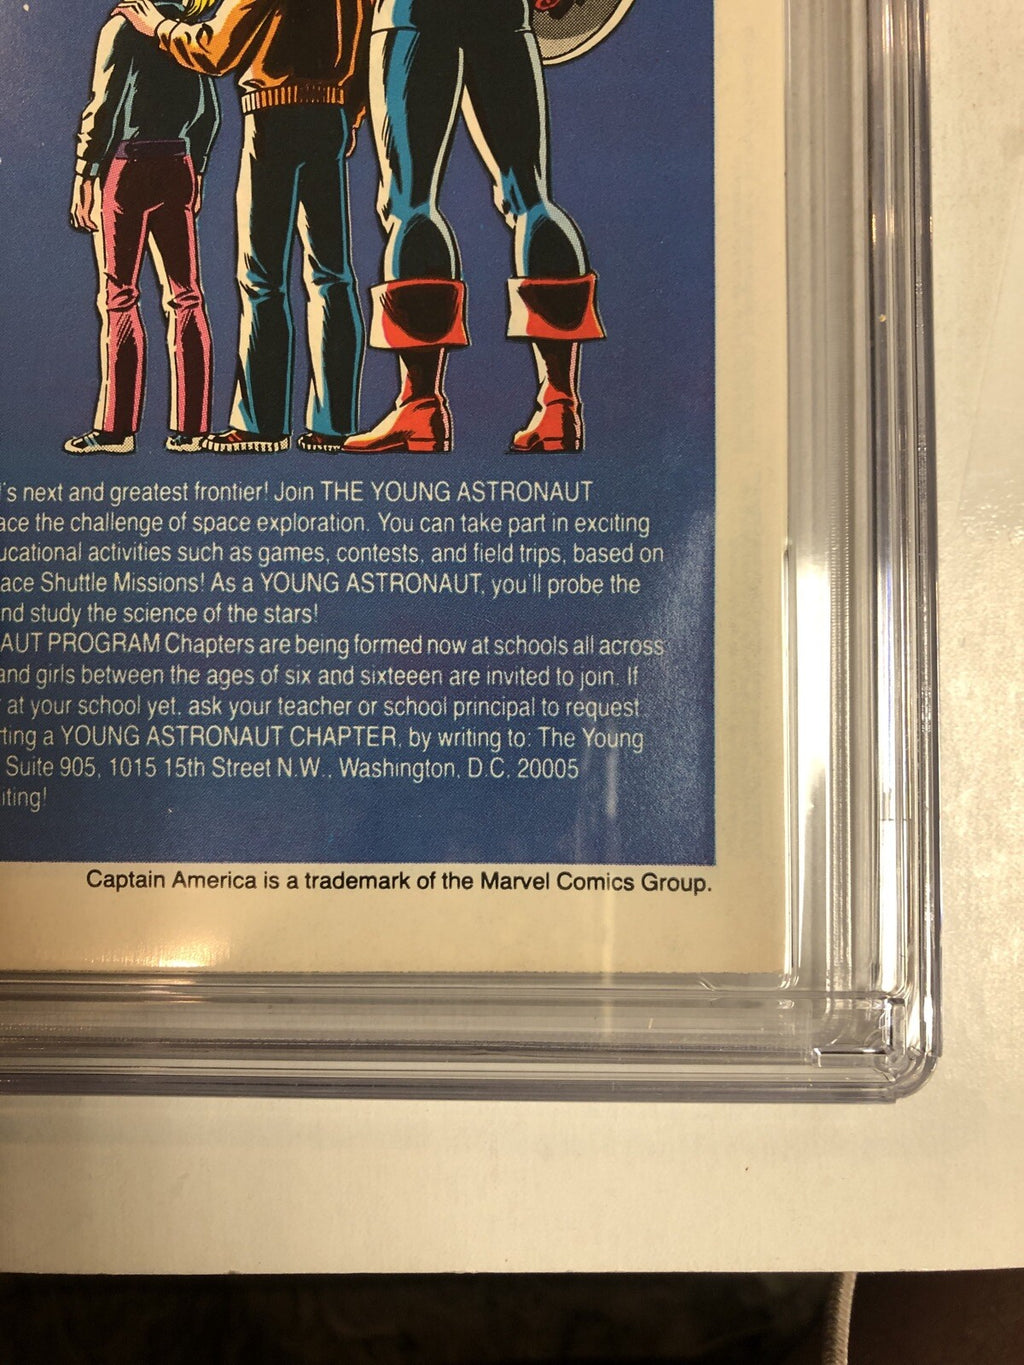 's next and greatest frontier! Join THE YOUNG ASTRONAUT
ace the challenge of space exploration. You can take part in exciting
ucational activities such as games, contests, and field trips, based on
ace Shuttle Missions! As a YOUNG ASTRONAUT, you'll probe the
nd study the science of the stars!
AUT PROGRAM Chapters are being formed now at schools all across
and girls between the ages of six and sixteeen are invited to join. If
at your school yet, ask your teacher or school principal to request
ting a YOUNG ASTRONAUT CHAPTER, by writing to: The Young
Suite 905, 1015 15th Street N.W., Washington, D.C. 20005
iting!
Captain America is a trademark of the Marvel Comics Group.